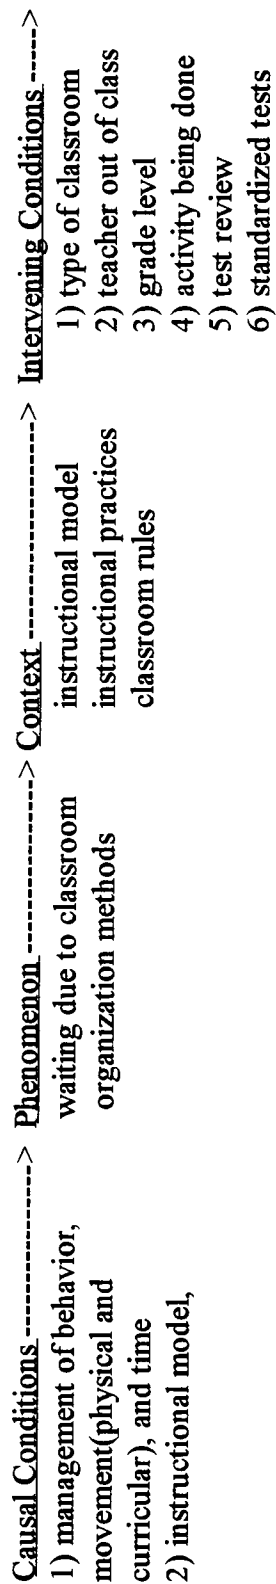 Causal Conditions ----------------> Phenomenon ------------------> Context ---------------------> Intervening Conditions ----->
1) management of behavior,
movement(physical and
curricular), and time
2) instructional model,
waiting due to classroom
organization methods
instructional model
instructional practices
classroom rules
1) type of classroom
2) teacher out of class
3) grade level
4) activity being done
5) test review
6) standardized tests